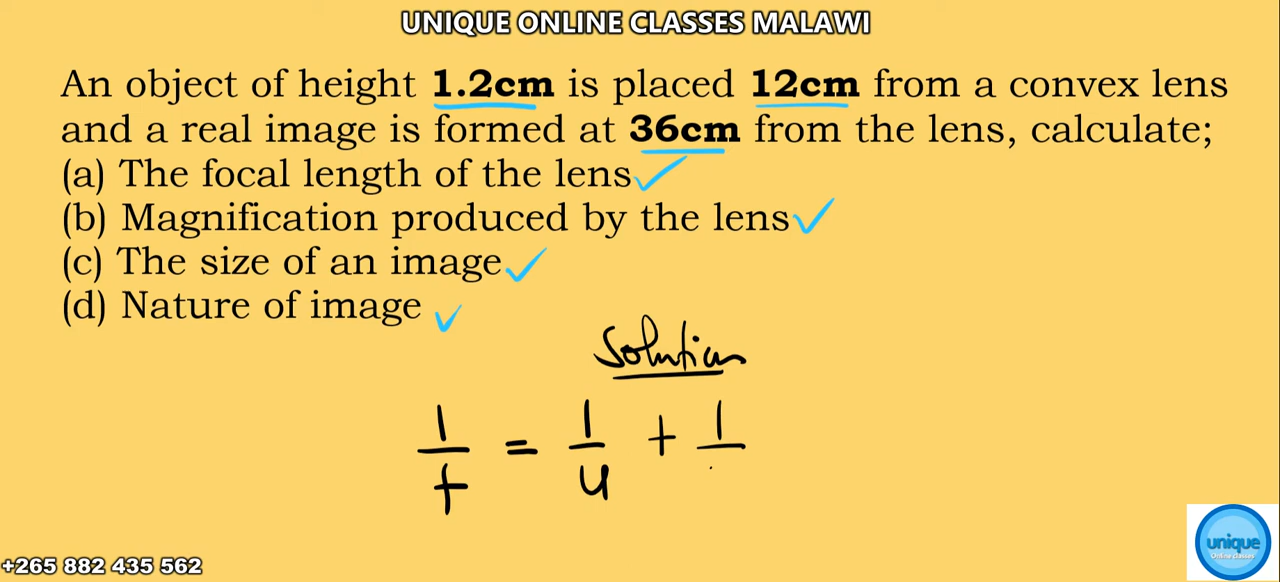 UNIQUE ONLINE CLASSES MALAWI
An object of height 1.2cm is placed 12cm from a convex lens
and a real image is formed at 36cm from the lens, calculate;
(a) The focal length of the lens
(b) Magnification produced by the lens
(c) The size of an image
(d) Nature of image
Solution
1/f = 1/u + 1/
unique
Online classes
+265 882 435 562